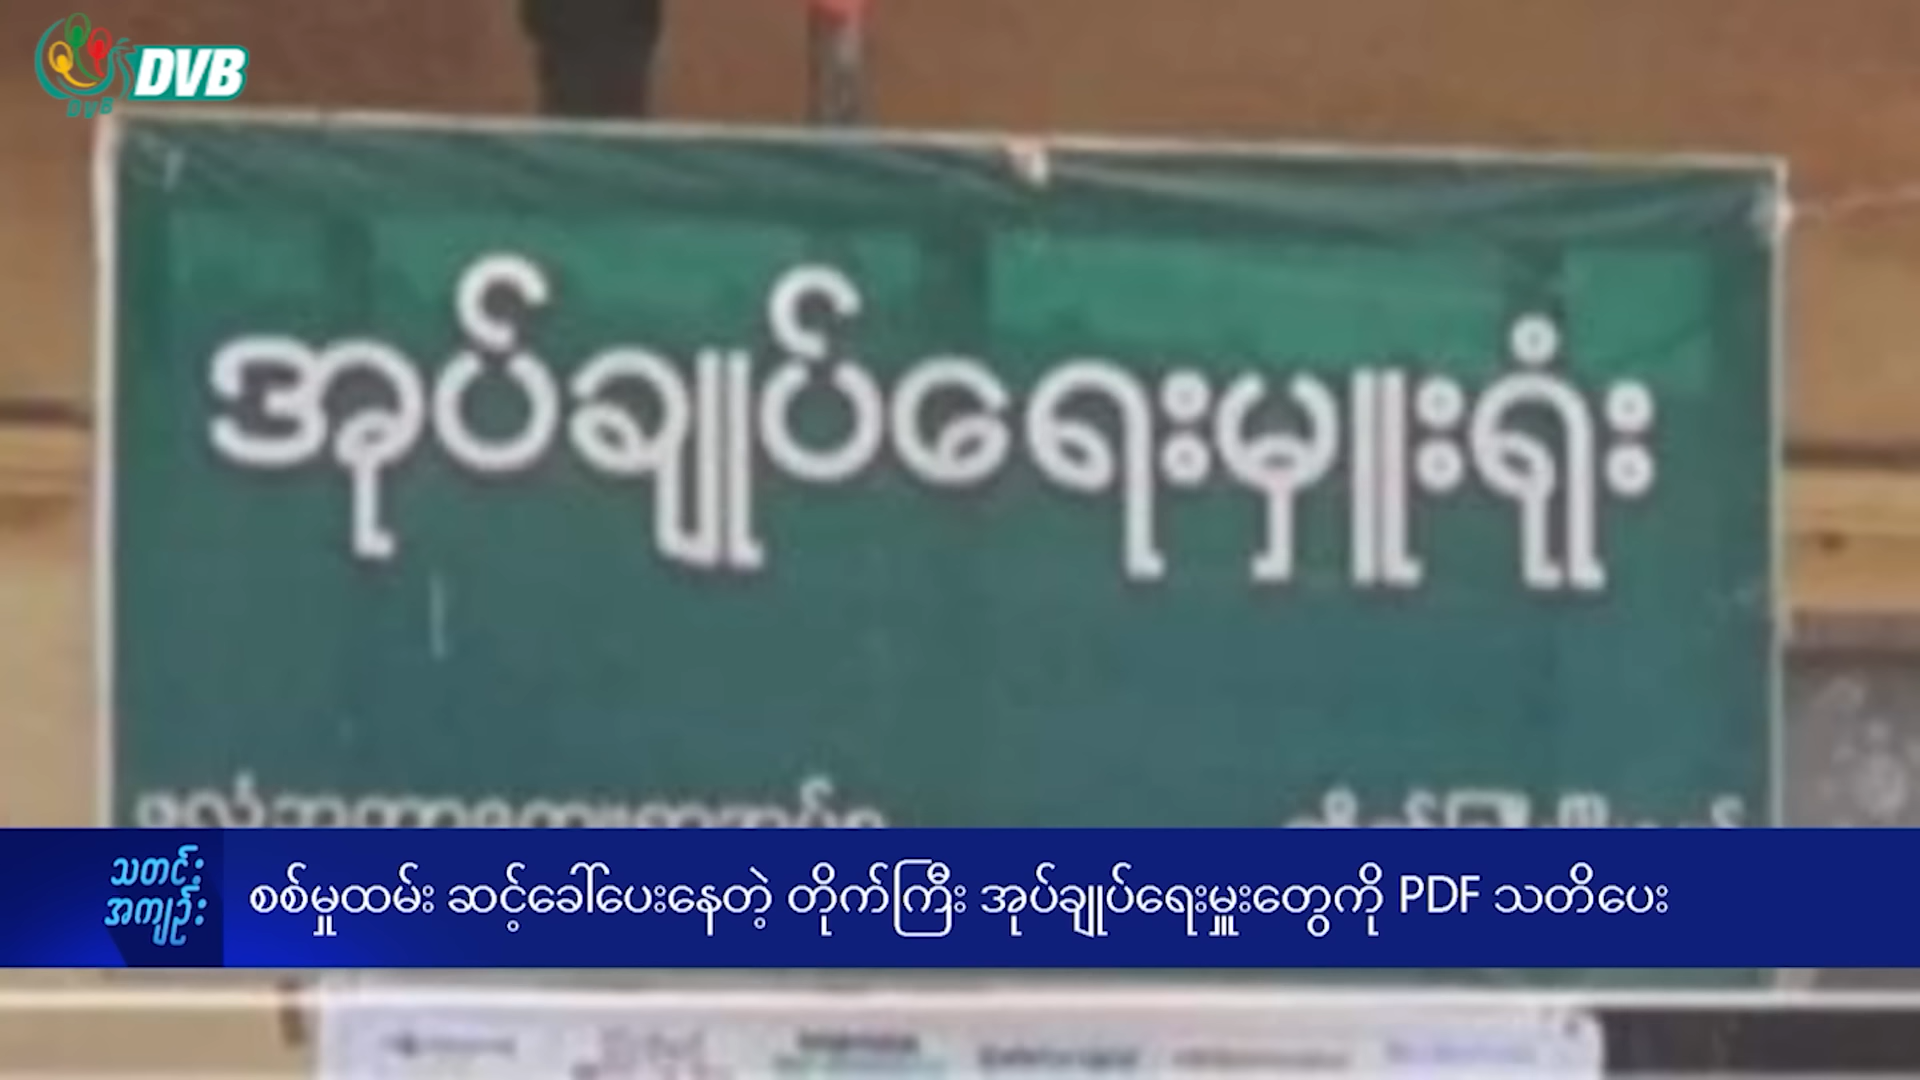 DVB
DVB
အုပ်ချုပ်ရေးမှူးရုံး
သတင်း
အကျဉ်း
စစ်မှုထမ်း ဆင့်ခေါ်ပေးနေတဲ့ တိုက်ကြီး အုပ်ချုပ်ရေးမှူးတွေကို PDF သတိပေး